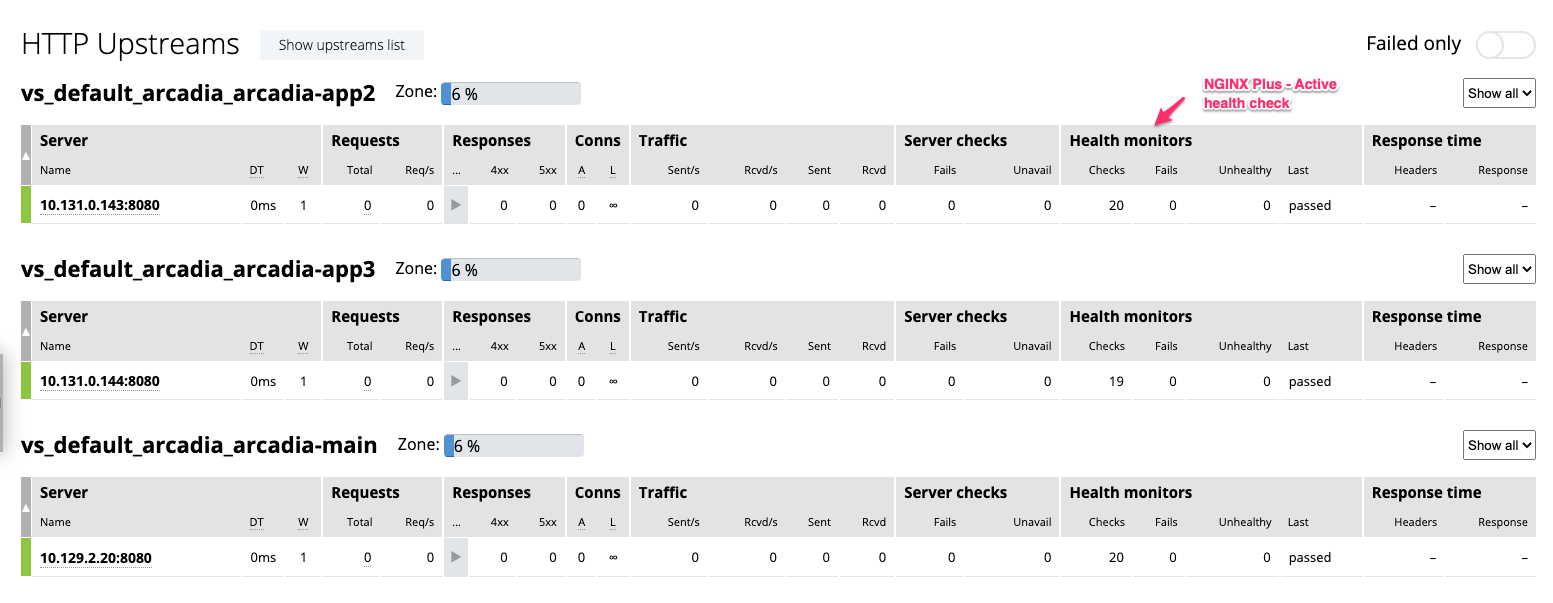 HTTP Upstreams Show upstreams list Failed only
NGINX Plus - Active
health check
vs_default_arcadia_arcadia-app2 Zone: 6 % Show all
Server Requests Responses Conns Traffic Server checks Health monitors Response time
Name DT W Total Req/s ... 4xx 5xx A L Sent/s Rcvd/s Sent Rcvd Fails Unavail Checks Fails Unhealthy Last Headers Response
10.131.0.143:8080 0ms 1 0 0 0 0 0 ∞ 0 0 0 0 0 0 20 0 0 passed – –
vs_default_arcadia_arcadia-app3 Zone: 6 % Show all
Server Requests Responses Conns Traffic Server checks Health monitors Response time
Name DT W Total Req/s ... 4xx 5xx A L Sent/s Rcvd/s Sent Rcvd Fails Unavail Checks Fails Unhealthy Last Headers Response
10.131.0.144:8080 0ms 1 0 0 0 0 0 ∞ 0 0 0 0 0 0 19 0 0 passed – –
vs_default_arcadia_arcadia-main Zone: 6 % Show all
Server Requests Responses Conns Traffic Server checks Health monitors Response time
Name DT W Total Req/s ... 4xx 5xx A L Sent/s Rcvd/s Sent Rcvd Fails Unavail Checks Fails Unhealthy Last Headers Response
10.129.2.20:8080 0ms 1 0 0 0 0 0 ∞ 0 0 0 0 0 0 20 0 0 passed – –